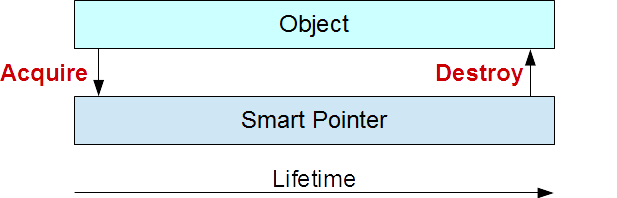 Object
Acquire
Destroy
Smart Pointer
Lifetime